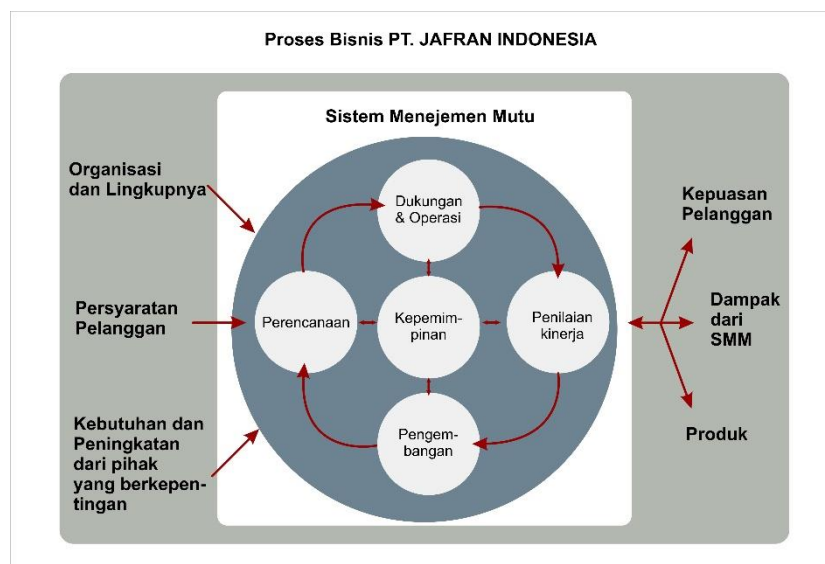 Proses Bisnis PT. JAFRAN INDONESIA
Sistem Menejemen Mutu
Organisasi
dan Lingkupnya
Persyaratan
Pelanggan
Kebutuhan dan
Peningkatan
dari pihak
yang berkepen-
tingan
Dukungan
& Operasi
Perencanaan
Kepemim-
pinan
Penilaian
kinerja
Pengem-
bangan
Kepuasan
Pelanggan
Dampak
dari
SMM
Produk